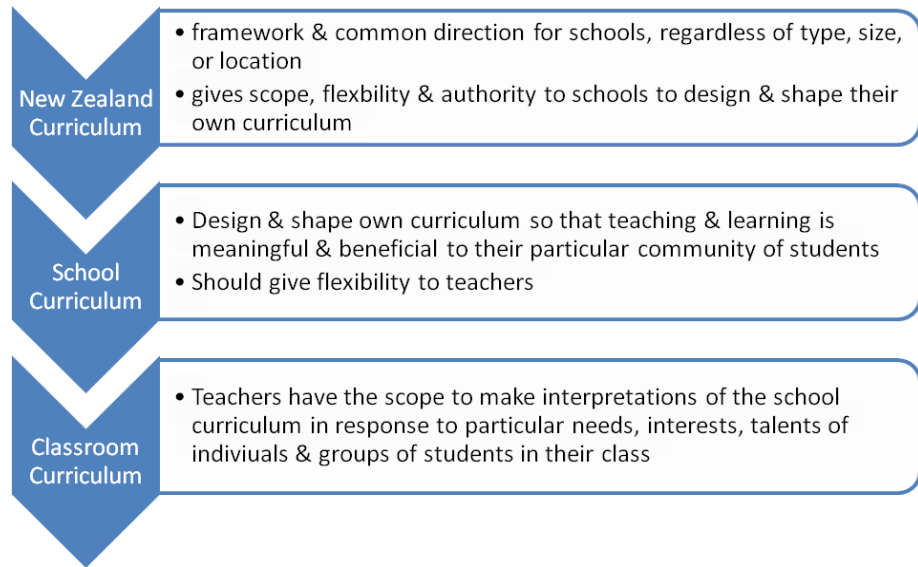 New Zealand
Curriculum
• framework & common direction for schools, regardless of type, size,
or location
• gives scope, flexbility & authority to schools to design & shape their
own curriculum
School
Curriculum
• Design & shape own curriculum so that teaching & learning is
meaningful & beneficial to their particular community of students
• Should give flexibility to teachers
Classroom
Curriculum
• Teachers have the scope to make interpretations of the school
curriculum in response to particular needs, interests, talents of
indiviuals & groups of students in their class